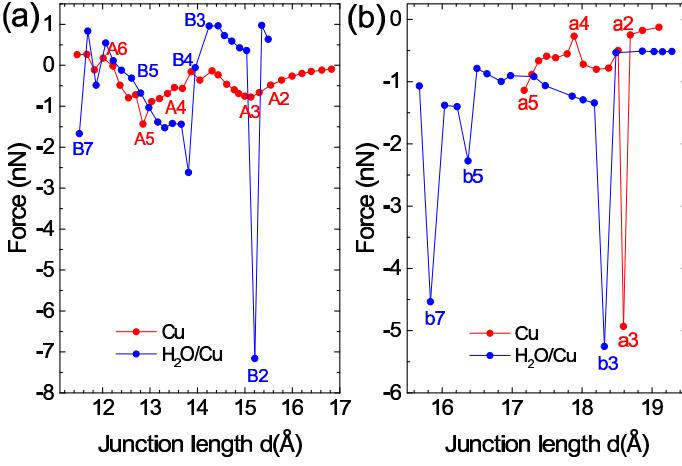 (a)
1
0
-1
-2
-3
-4
-5
-6
-7
-8
Force (nN)
B7
A6
B5
A5
A4
B4
B3
A3
A2
B2
Cu
H₂O/Cu
12 13 14 15 16 17
Junction length d(Å)
(b)
0
-1
-2
-3
-4
-5
-6
Force (nN)
a4
a2
a5
b5
b7
b3
a3
Cu
H₂O/Cu
16 17 18 19
Junction length d(Å)